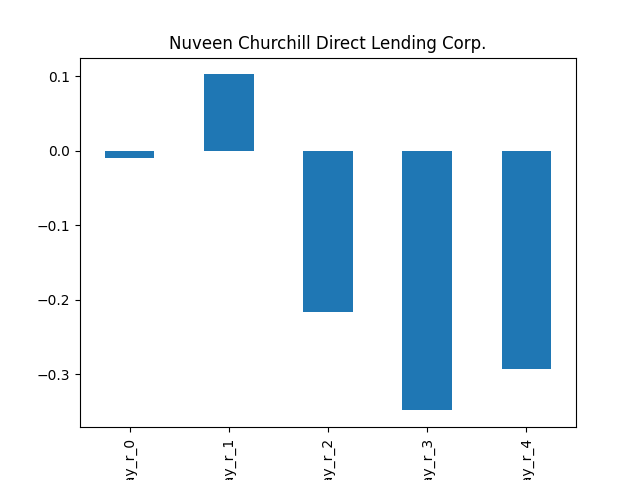 Nuveen Churchill Direct Lending Corp.
0.1
0.0
−0.1
−0.2
−0.3
ay_r_0
ay_r_1
ay_r_2
ay_r_3
ay_r_4